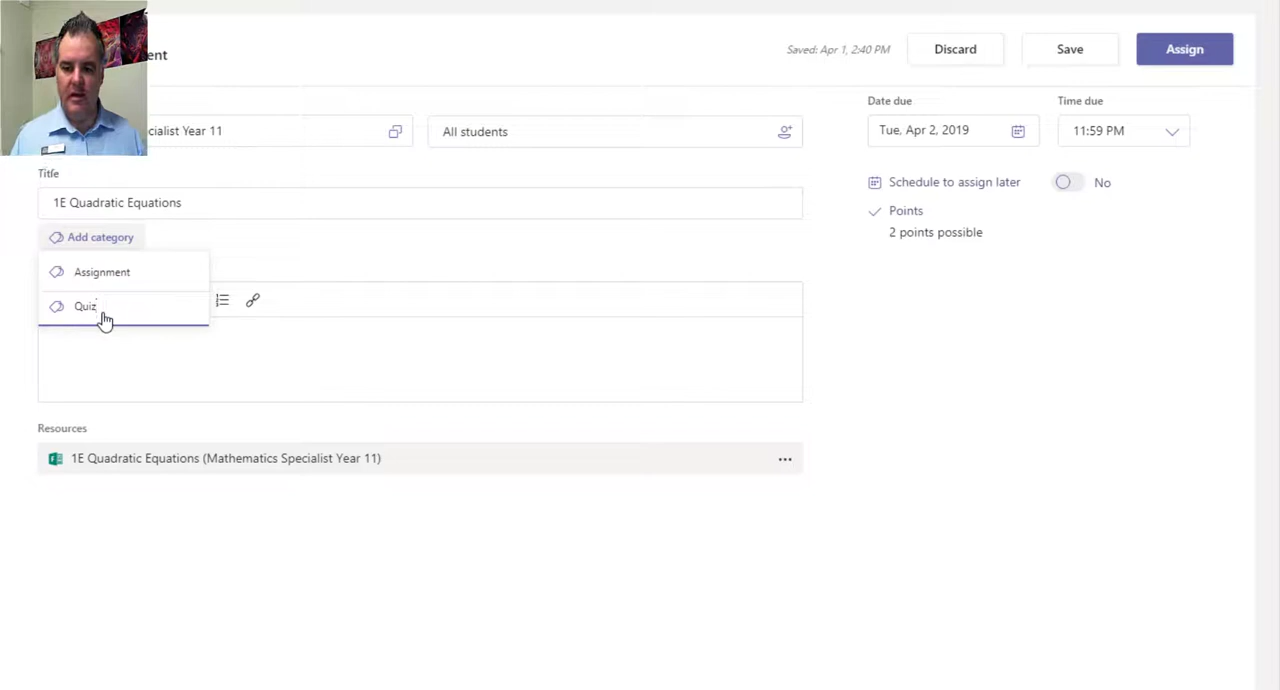 ent
Saved: Apr 1, 2:40 PM
Discard
Save
Assign
cialist Year 11
All students
Date due
Time due
Tue, Apr 2, 2019
11:59 PM
Title
1E Quadratic Equations
Schedule to assign later
No
Points
2 points possible
Add category
Assignment
Quiz
Resources
1E Quadratic Equations (Mathematics Specialist Year 11)